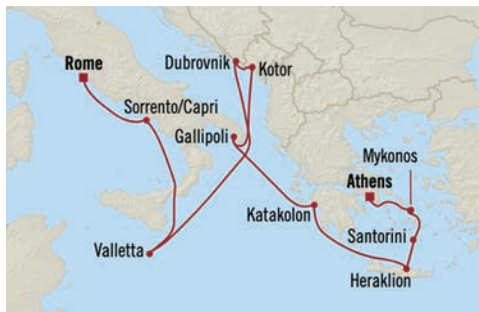 Rome
Dubrovnik
Kotor
Sorrento/Capri
Gallipoli
Mykonos
Athens
Katakolon
Santorini
Valletta
Heraklion